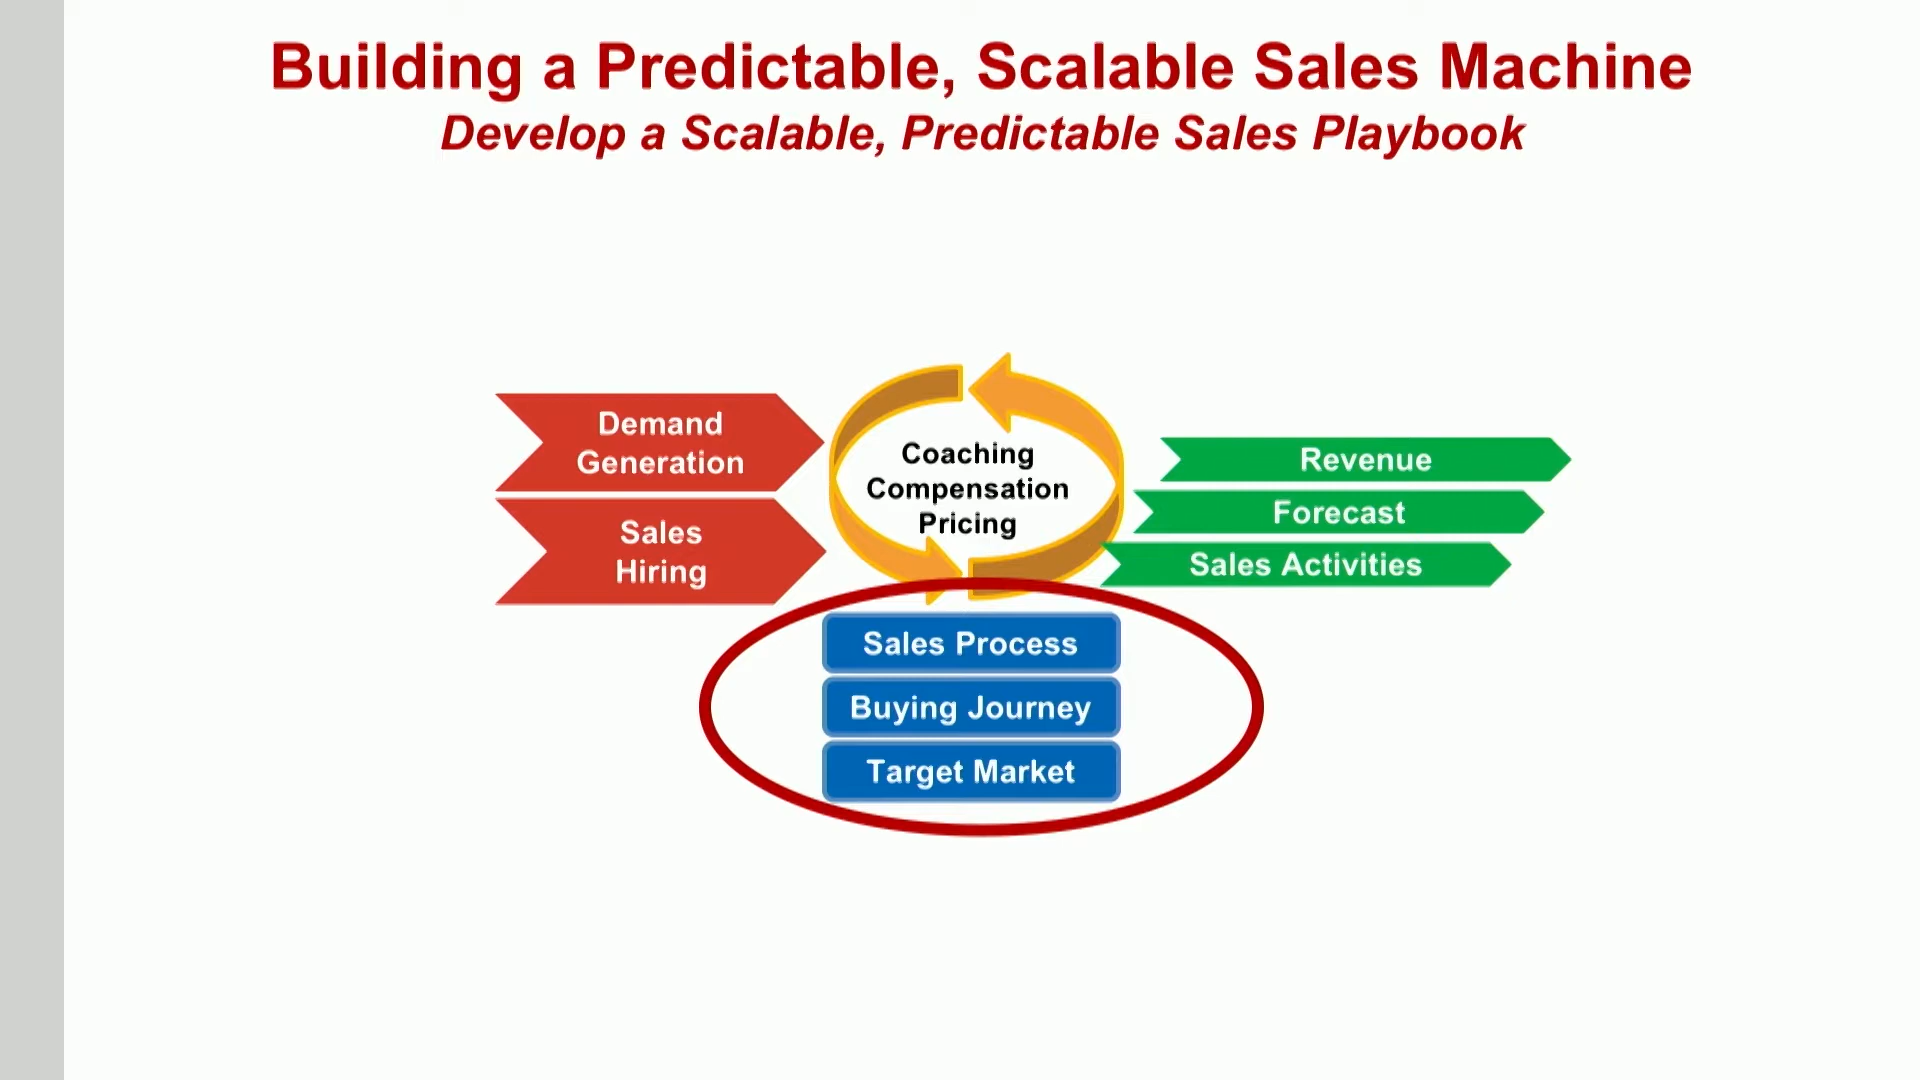 Building a Predictable, Scalable Sales Machine
Develop a Scalable, Predictable Sales Playbook
Demand
Generation
Sales
Hiring
Coaching
Compensation
Pricing
Revenue
Forecast
Sales Activities
Sales Process
Buying Journey
Target Market